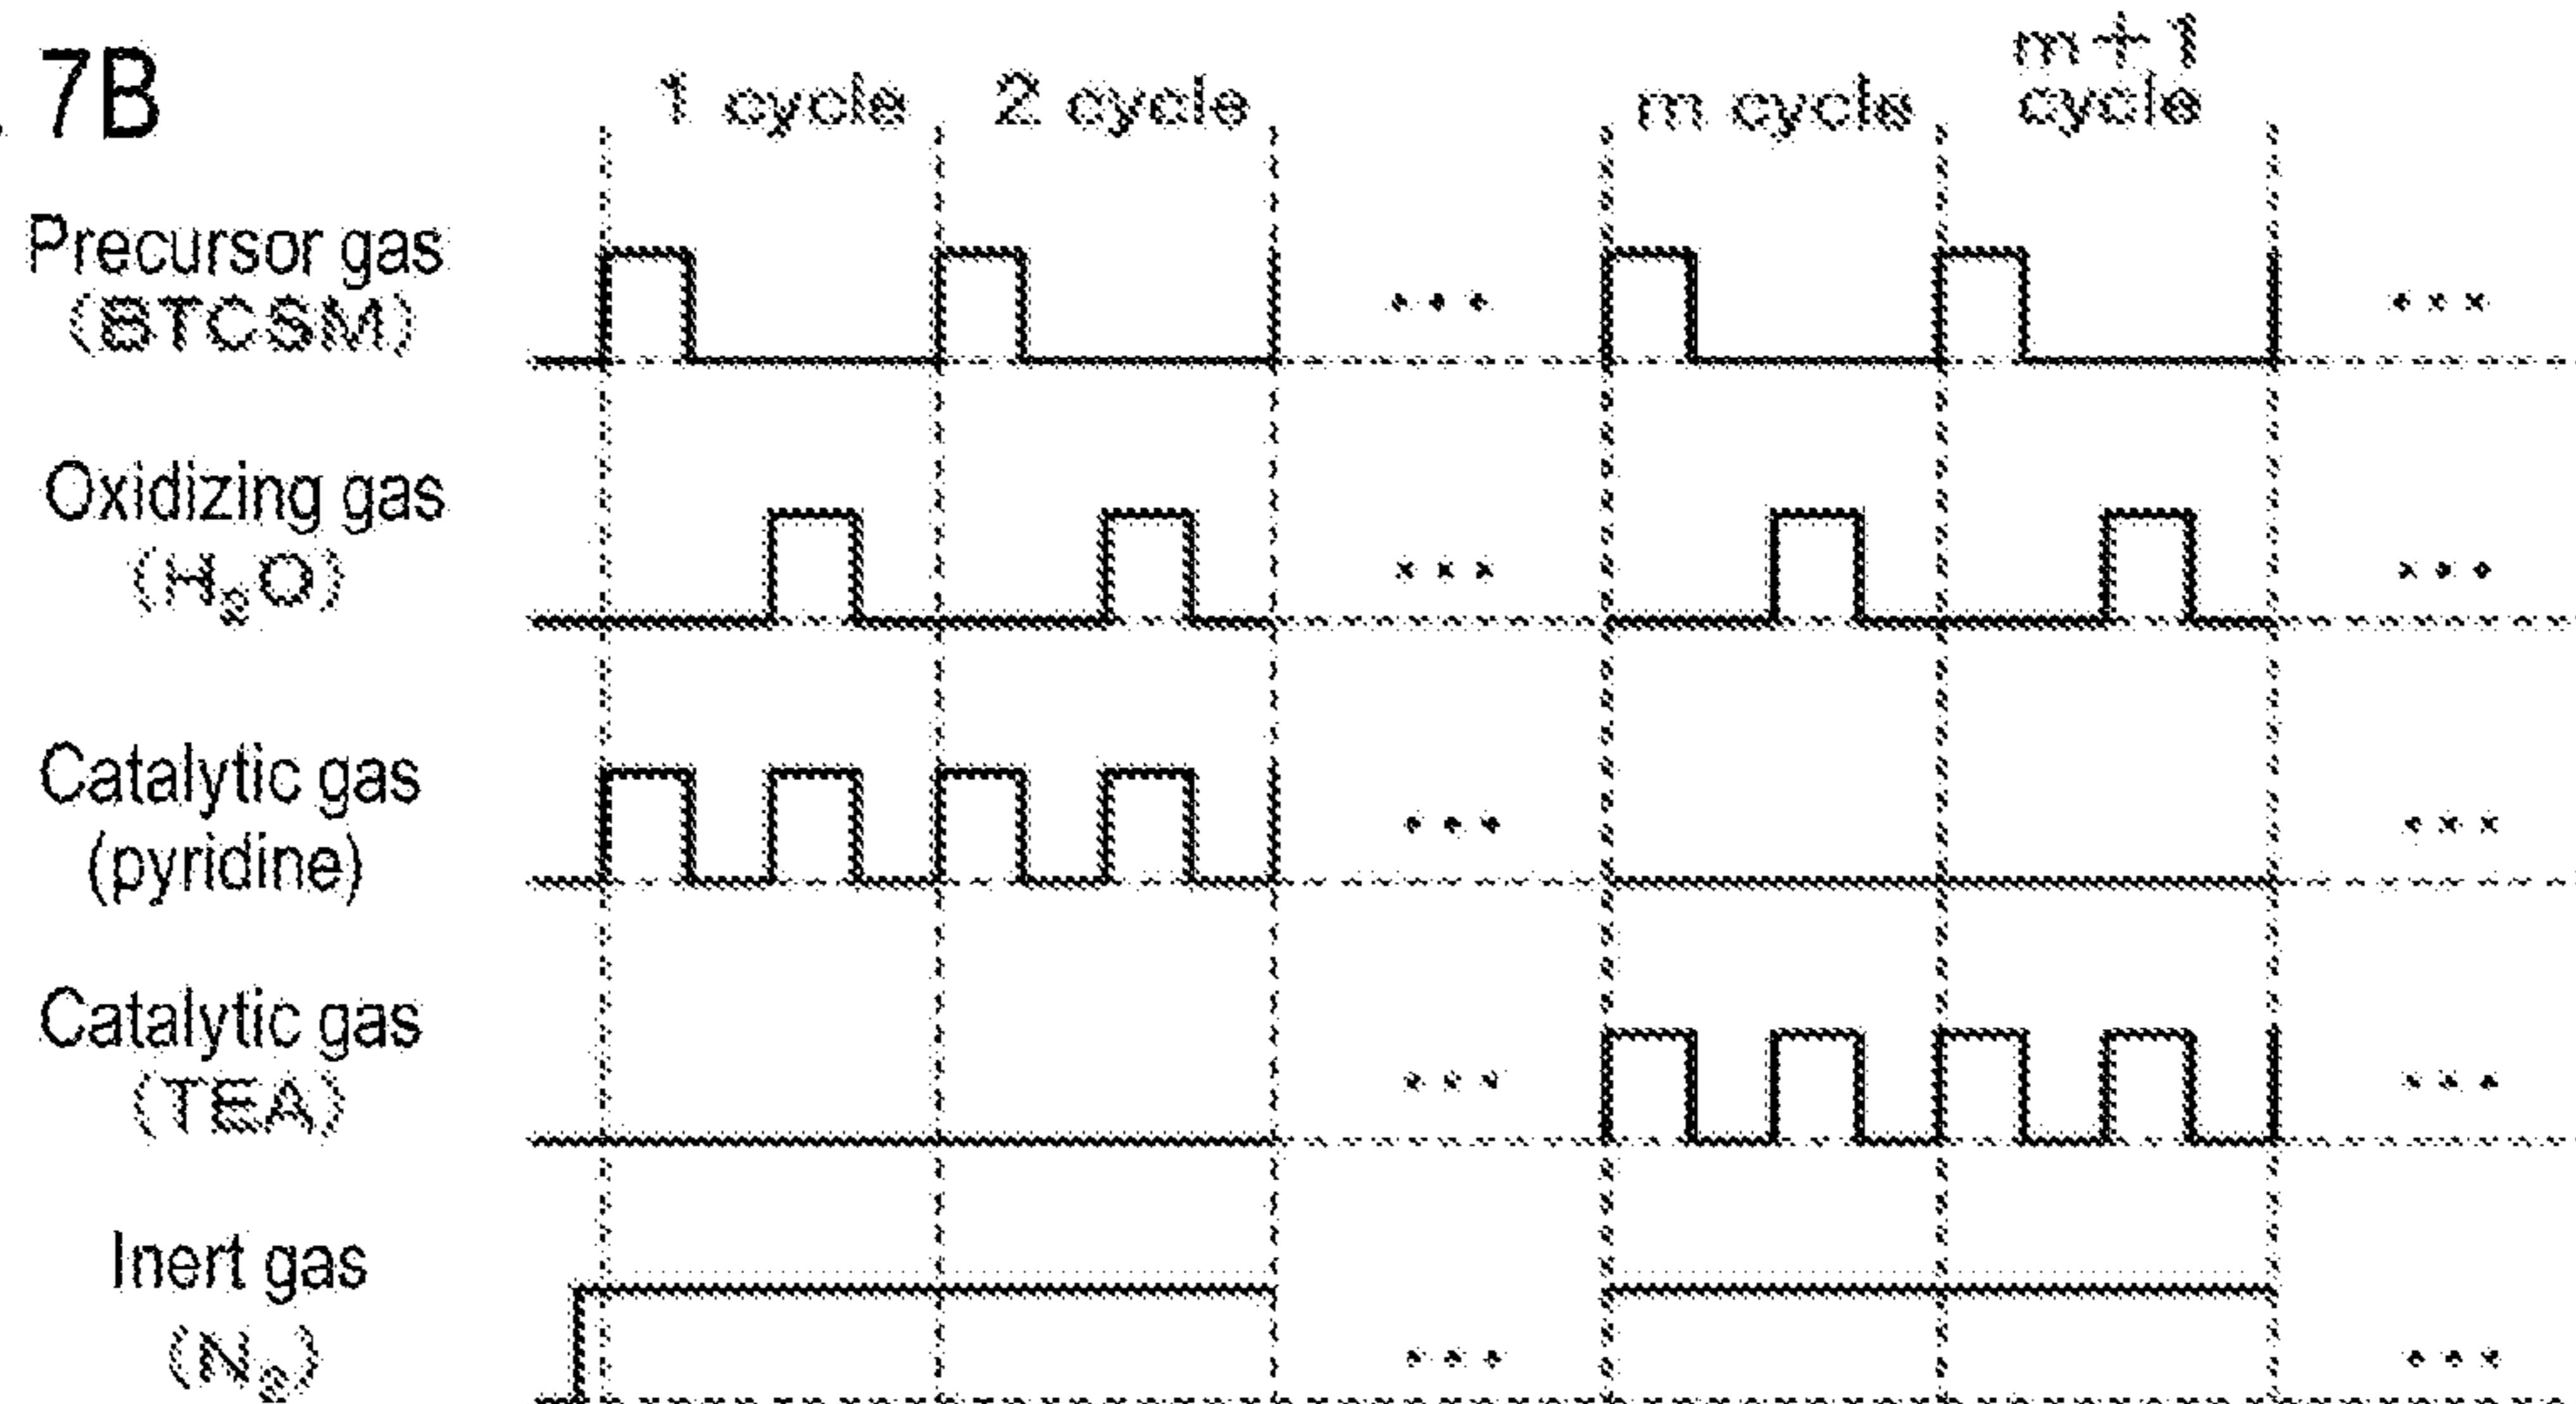 . 7B
1 cycle
2 cycle
m cycle
m+1
cycle
Precursor gas
(BTCSM)
Oxidizing gas
(H₂O)
Catalytic gas
(pyridine)
Catalytic gas
(TEA)
Inert gas
(N₂)